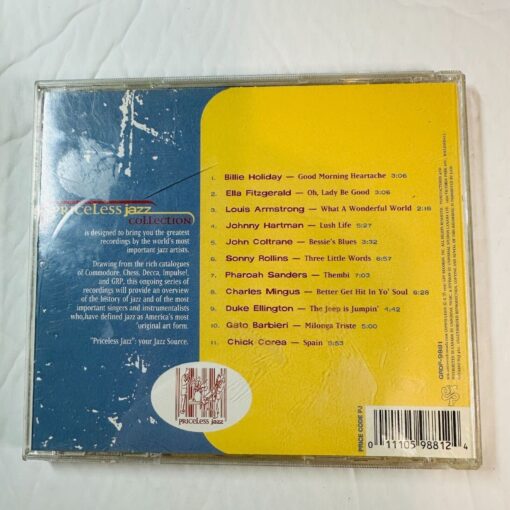 PRICELESS jazz
COLLECTION
is designed to bring you the greatest
recordings by the world's most
important jazz artists.
Drawing from the rich catalogues
of Commodore, Chess, Decca, Impulse!,
and GRP, this ongoing series of
recordings will provide an overview
of the history of jazz and of the most
important singers and instrumentalists
who have defined jazz as America's most
original art form.
"Priceless Jazz": your Jazz Source.
PRICELESS jazz
1. Billie Holiday — Good Morning Heartache 3:06
2. Ella Fitzgerald — Oh, Lady Be Good 3:06
3. Louis Armstrong — What A Wonderful World 2:16
4. Johnny Hartman — Lush Life 5:27
5. John Coltrane — Bessie's Blues 3:32
6. Sonny Rollins — Three Little Words 6:57
7. Pharoah Sanders — Thembi 7:03
8. Charles Mingus — Better Get Hit In Yo' Soul 6:28
9. Duke Ellington — The Jeep is Jumpin' 4:42
10. Gato Barbieri — Milonga Triste 5:01
11. Chick Corea — Spain 9:53
GRDP-9881
PRICE CODE PJ
0 11105 98812 4